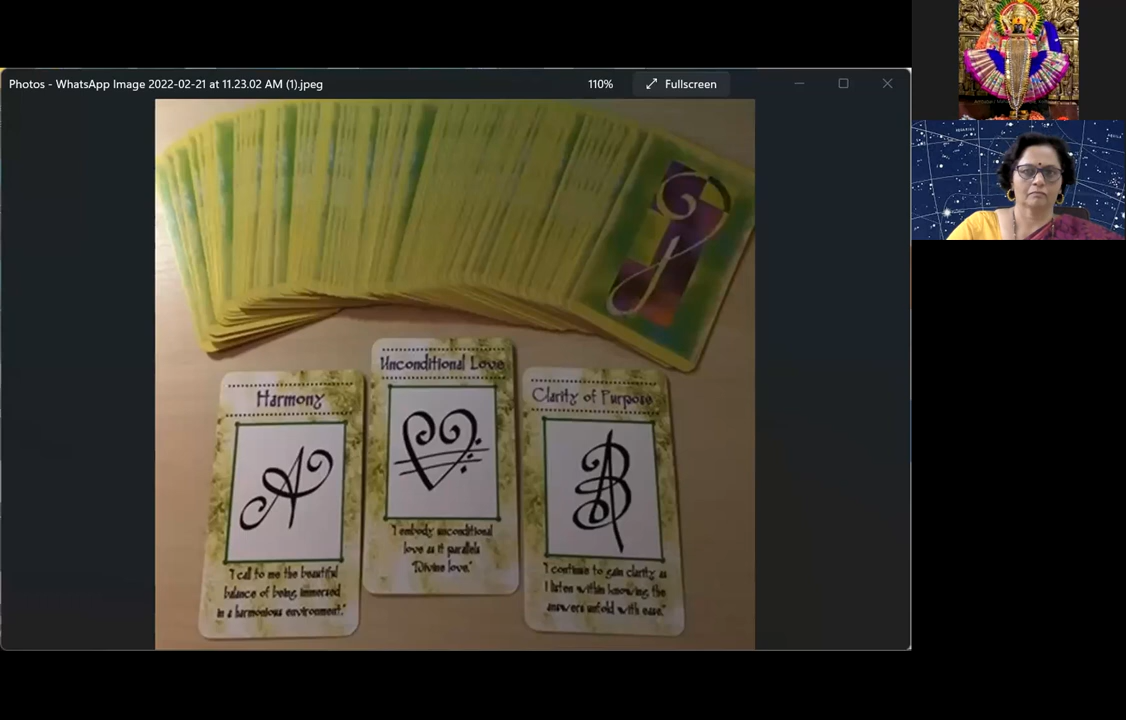 Photos - WhatsApp Image 2022-02-21 at 11.23.02 AM (1).jpeg
110%
Fullscreen
Harmony
"I call to me the beautiful
balance of being immersed
in a harmonious environment."
Unconditional Love
"I embody unconditional
love as it parallels
"Divine love."
Clarity of Purpose
"I continue to gain clarity as
I listen within knowing the
answers unfold with ease."